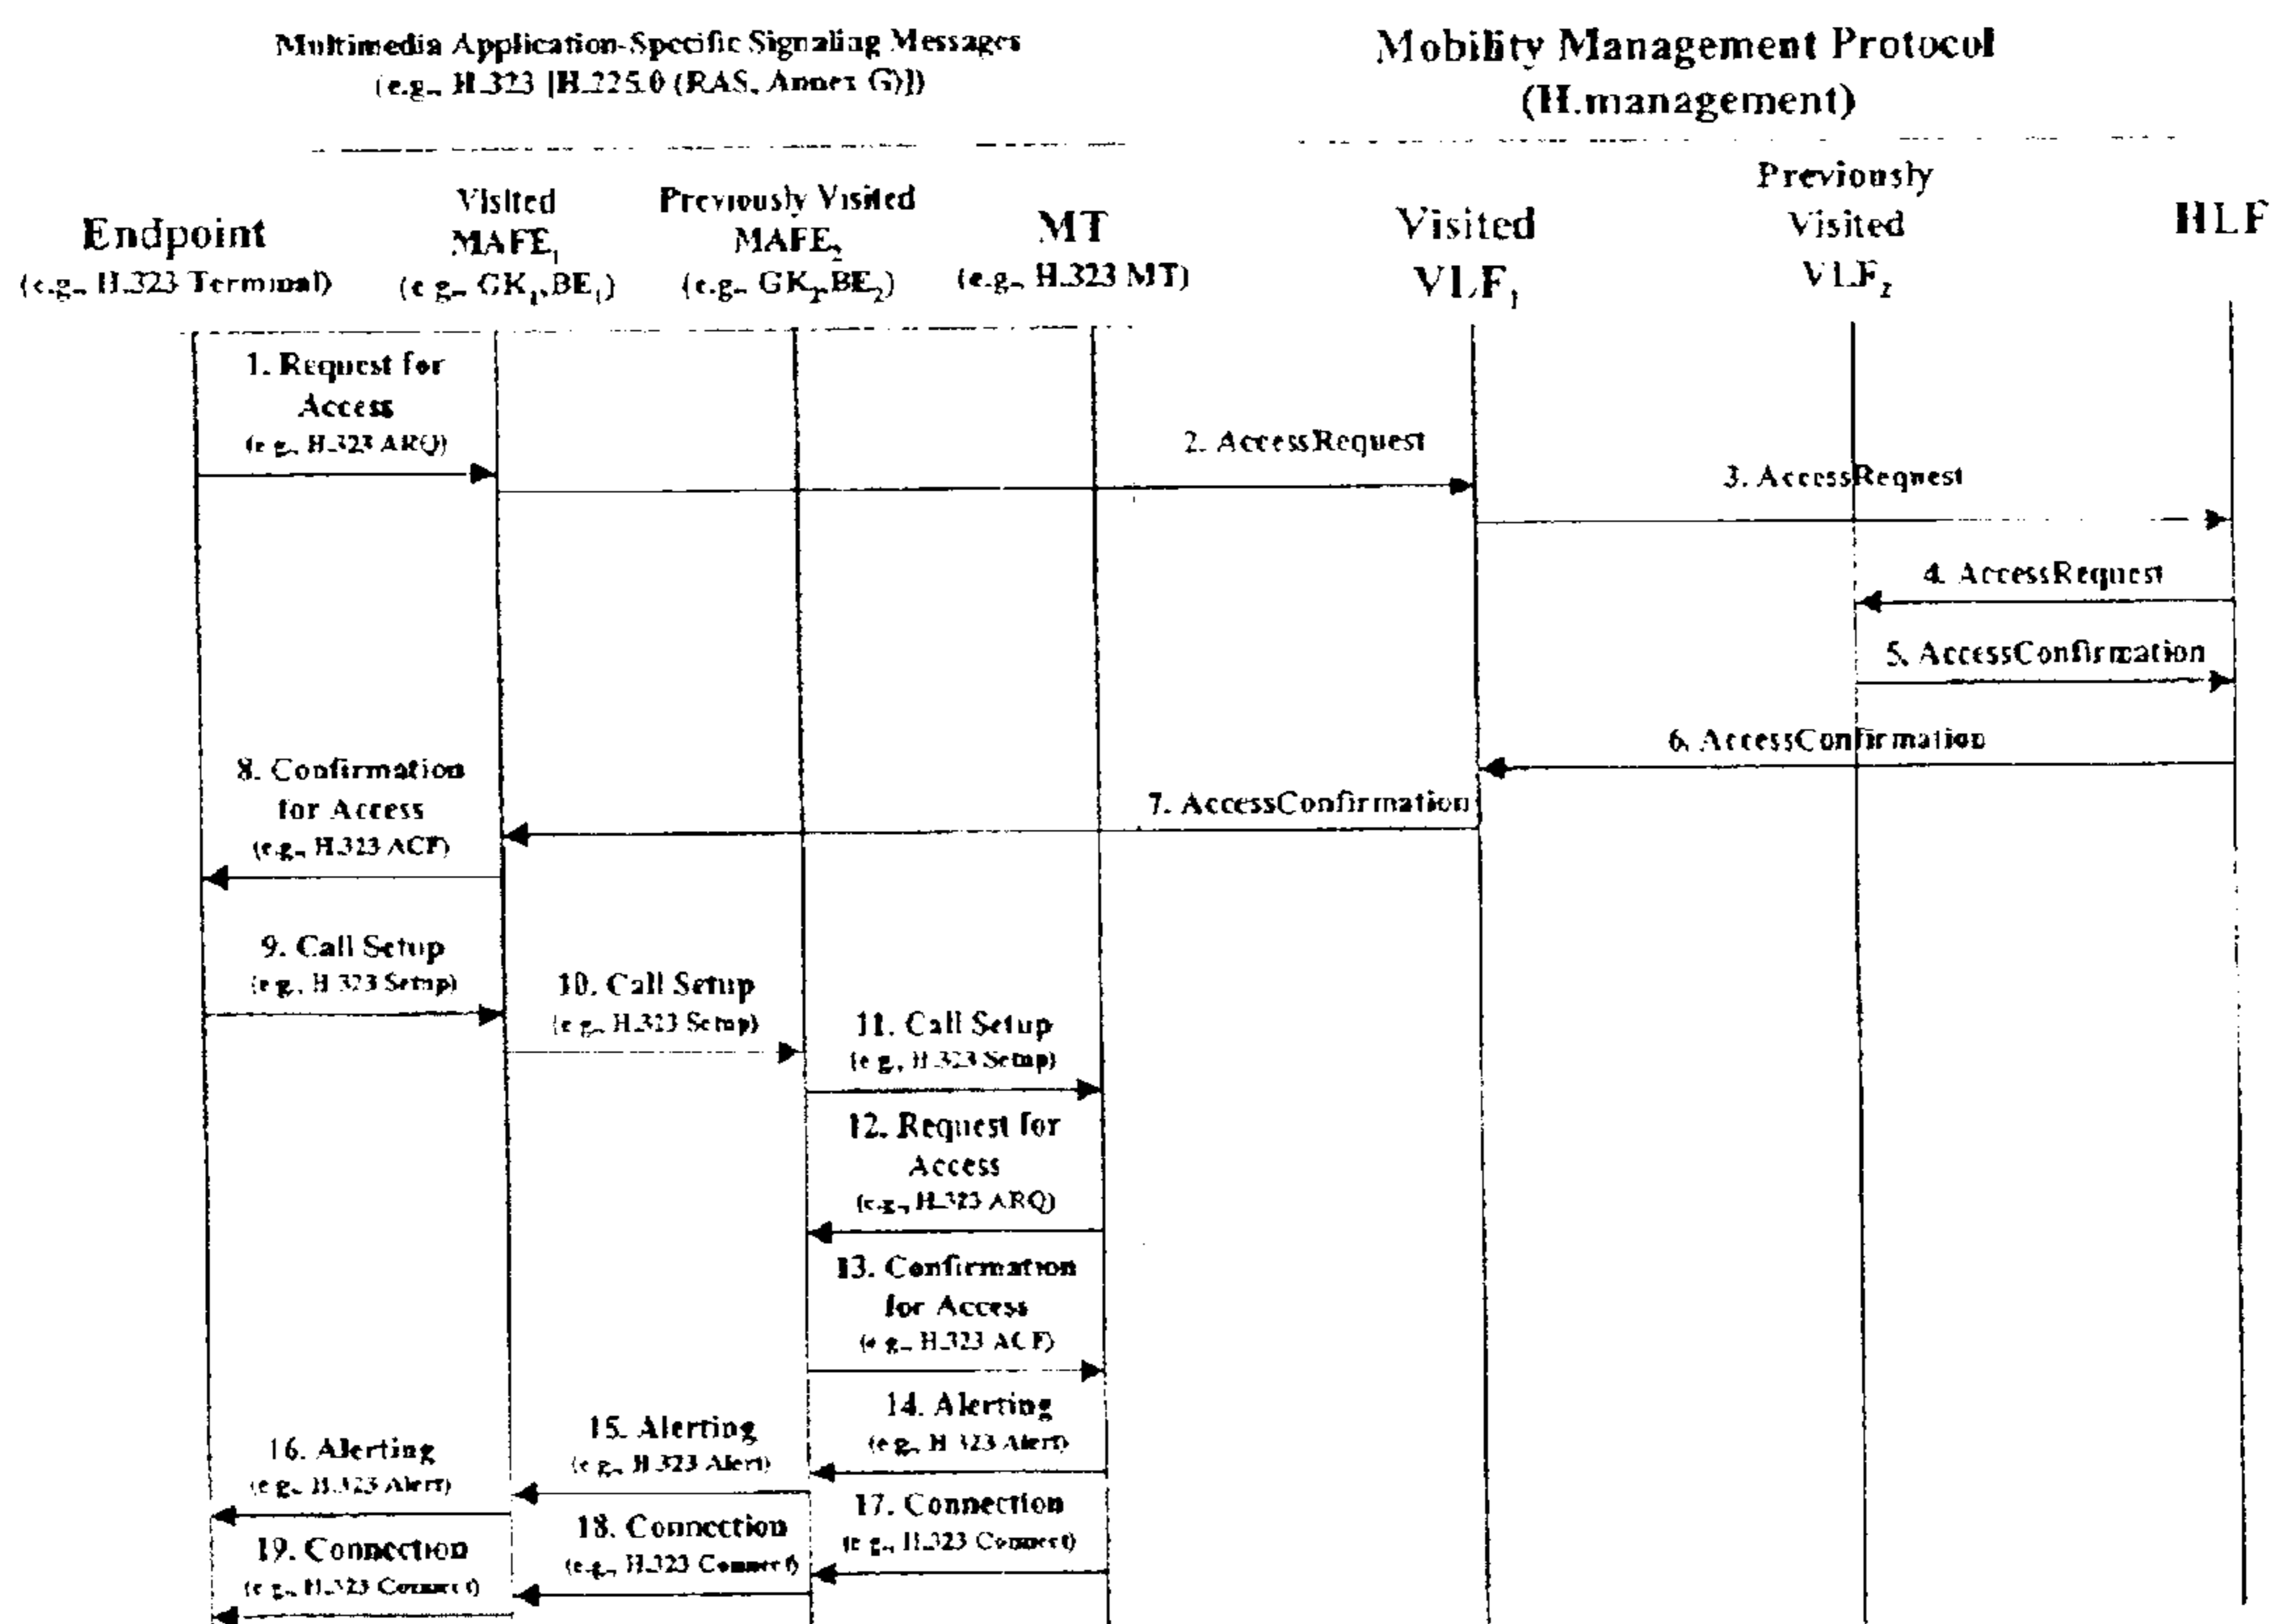 Multimedia Application-Specific Signaling Messages
(e.g., H.323 [H.225.0 (RAS, Annex G)])
Mobility Management Protocol
(H.management)
Endpoint
(e.g., H.323 Terminal)
Visited
MAFE1
(e.g., GK1,BE1)
Previously Visited
MAFE2
(e.g., GK2,BE2)
MT
(e.g., H.323 MT)
Visited
VLF1
Previously
Visited
VLF2
HLF
1. Request for
Access
(e.g., H.323 ARQ)
2. AccessRequest
3. AccessRequest
4. AccessRequest
5. AccessConfirmation
6. AccessConfirmation
7. AccessConfirmation
8. Confirmation
for Access
(e.g., H.323 ACF)
9. Call Setup
(e.g., H.323 Setup)
10. Call Setup
(e.g., H.323 Setup)
11. Call Setup
(e.g., H.323 Setup)
12. Request for
Access
(e.g., H.323 ARQ)
13. Confirmation
for Access
(e.g., H.323 ACF)
14. Alerting
(e.g., H.323 Alert)
15. Alerting
(e.g., H.323 Alert)
16. Alerting
(e.g., H.323 Alert)
17. Connection
(e.g., H.323 Connect)
18. Connection
(e.g., H.323 Connect)
19. Connection
(e.g., H.323 Connect)